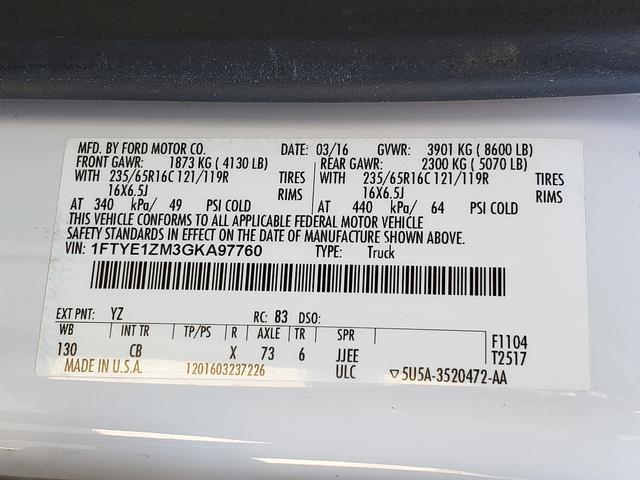 MFD. BY FORD MOTOR CO. DATE: 03/16 GVWR: 3901 KG ( 8600 LB)
FRONT GAWR: 1873 KG ( 4130 LB) REAR GAWR: 2300 KG ( 5070 LB)
WITH 235/65R16C 121/119R TIRES WITH 235/65R16C 121/119R TIRES
16X6.5J RIMS 16X6.5J RIMS
AT 340 kPa/ 49 PSI COLD AT 440 kPa/ 64 PSI COLD
THIS VEHICLE CONFORMS TO ALL APPLICABLE FEDERAL MOTOR VEHICLE
SAFETY STANDARDS IN EFFECT ON THE DATE OF MANUFACTURE SHOWN ABOVE.
VIN: 1FTYE1ZM3GKA97760 TYPE: Truck
EXT PNT: YZ RC: 83 DSO:
WB INT TR TP/PS R AXLE TR SPR F1104
130 CB X 73 6 JJEE T2517
MADE IN U.S.A. 1201603237226 ULC ▽5U5A-3520472-AA